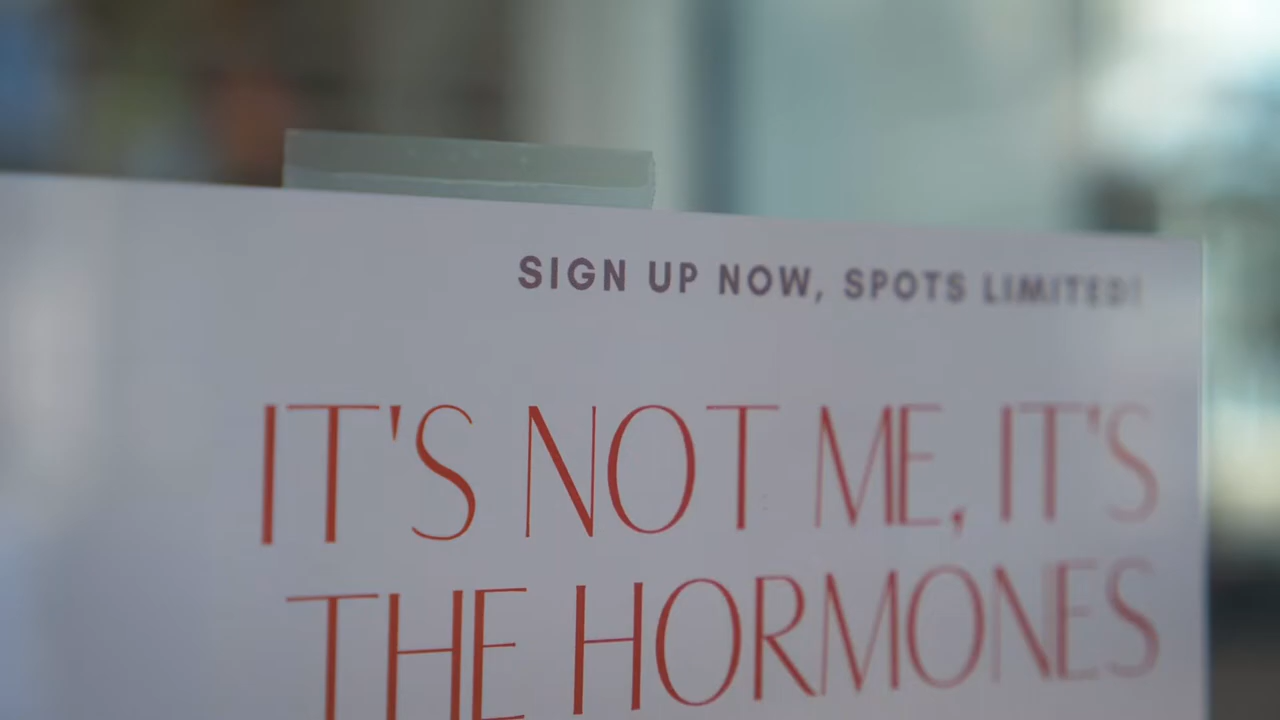 SIGN UP NOW, SPOTS LIMITED!
IT'S NOT ME, IT'S
THE HORMONES